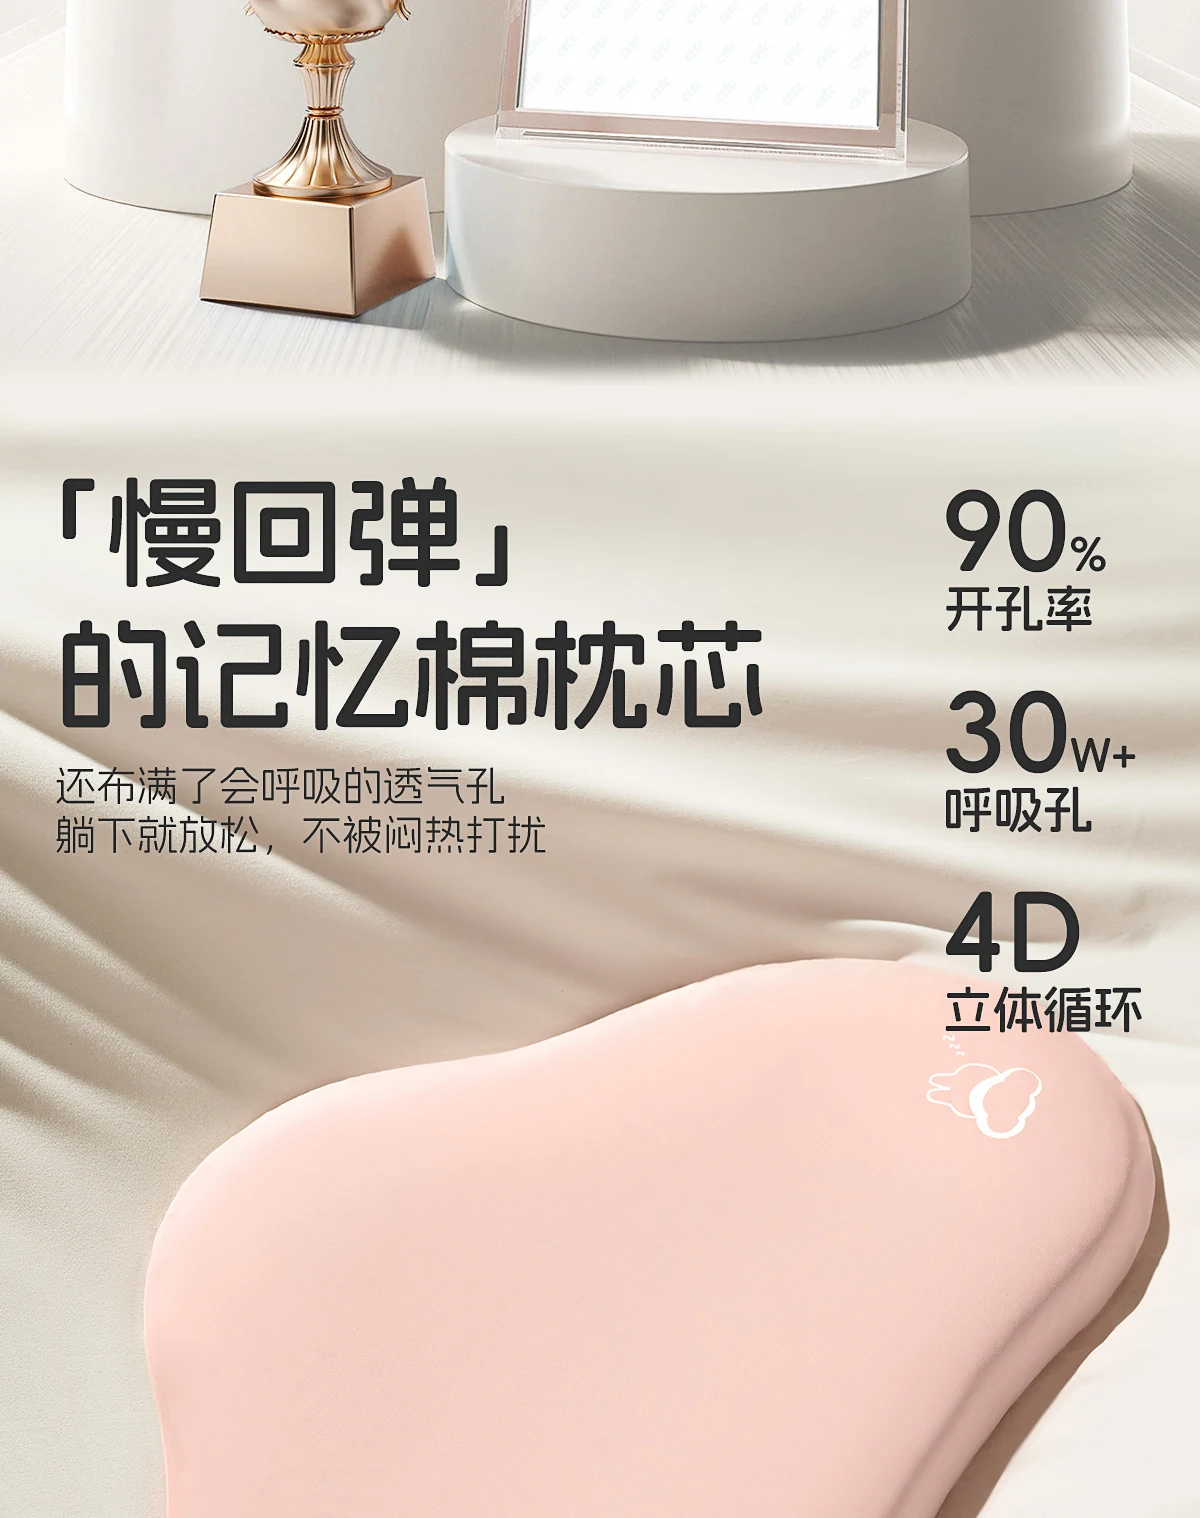 「慢回弹」
的记忆棉枕芯
还布满了会呼吸的透气孔
躺下就放松，不被闷热打扰
90%
开孔率
30W+
呼吸孔
4D
立体循环
zzz